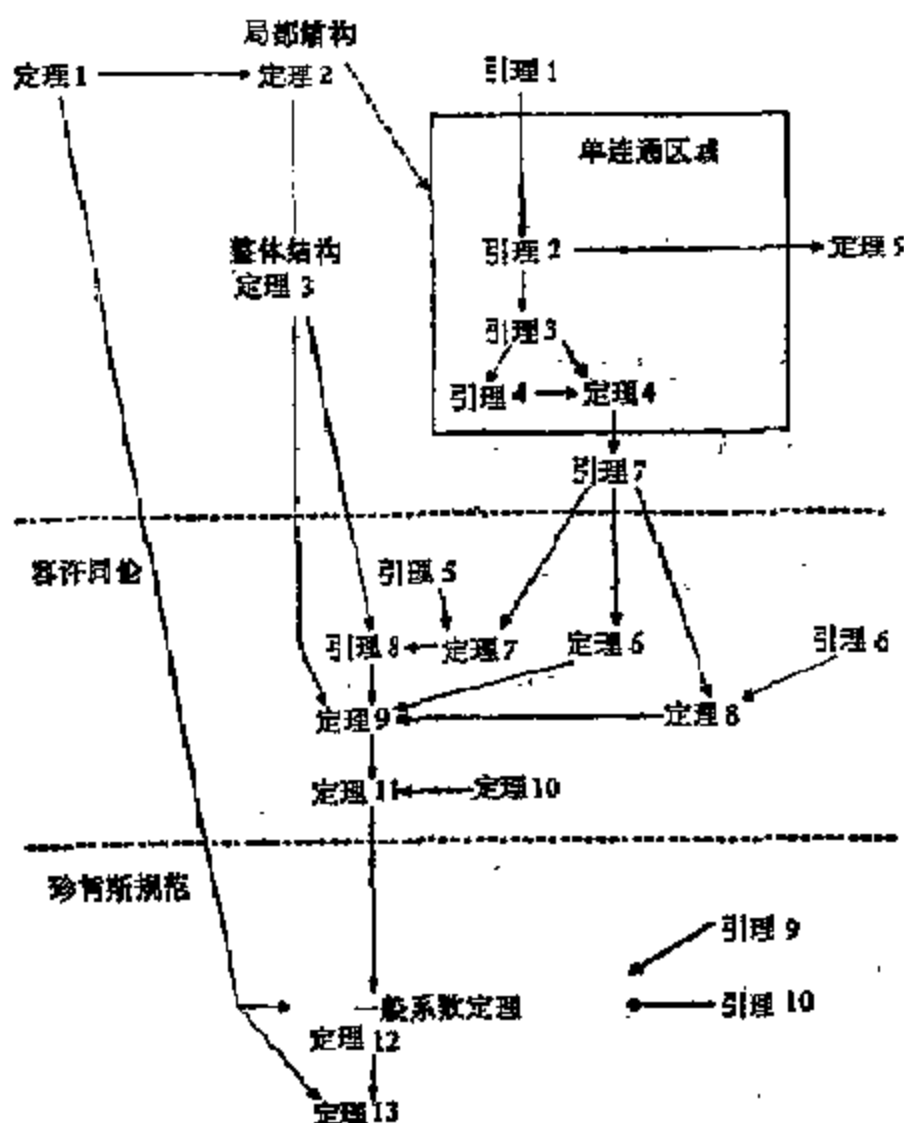 局部结构
定理1
定理2
引理1
单连通区域
引理2
定理5
整体结构
定理3
引理3
引理4
定理4
引理7
容许同伦
引理5
引理8
定理7
定理6
引理6
定理9
定理8
定理11
定理10
珍肯斯规范
引理9
一般系数定理
引理10
定理12
定理13